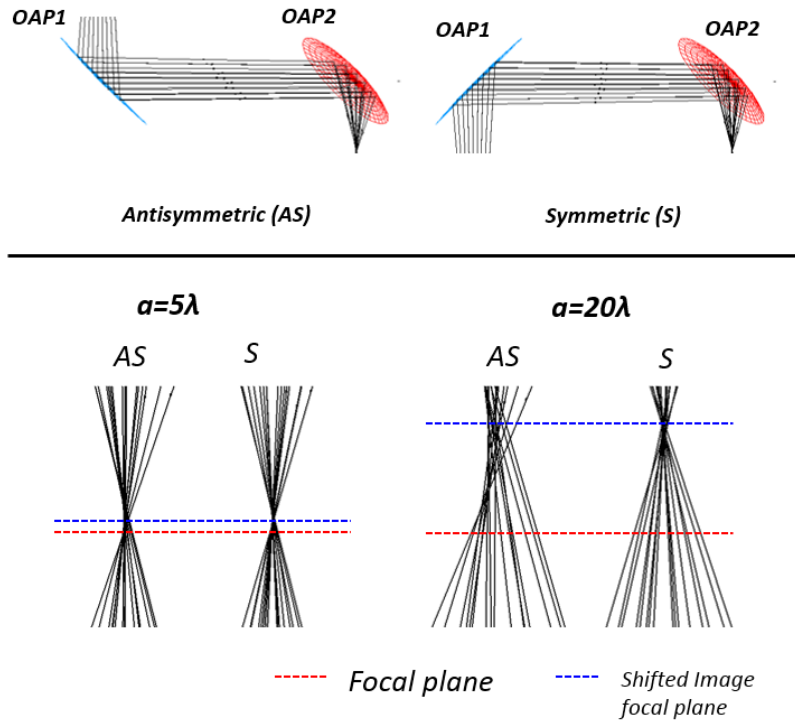 OAP1
OAP2
OAP1
OAP2
Antisymmetric (AS)
Symmetric (S)
a=5λ
a=20λ
AS
S
AS
S
Focal plane
Shifted Image
focal plane